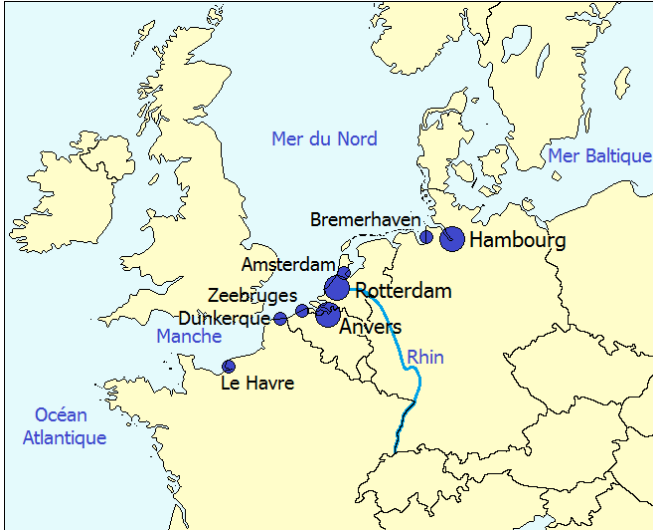 Mer du Nord
Mer Baltique
Bremerhaven
Hambourg
Amsterdam
Rotterdam
Zeebruges
Dunkerque
Anvers
Manche
Rhin
Le Havre
Océan
Atlantique